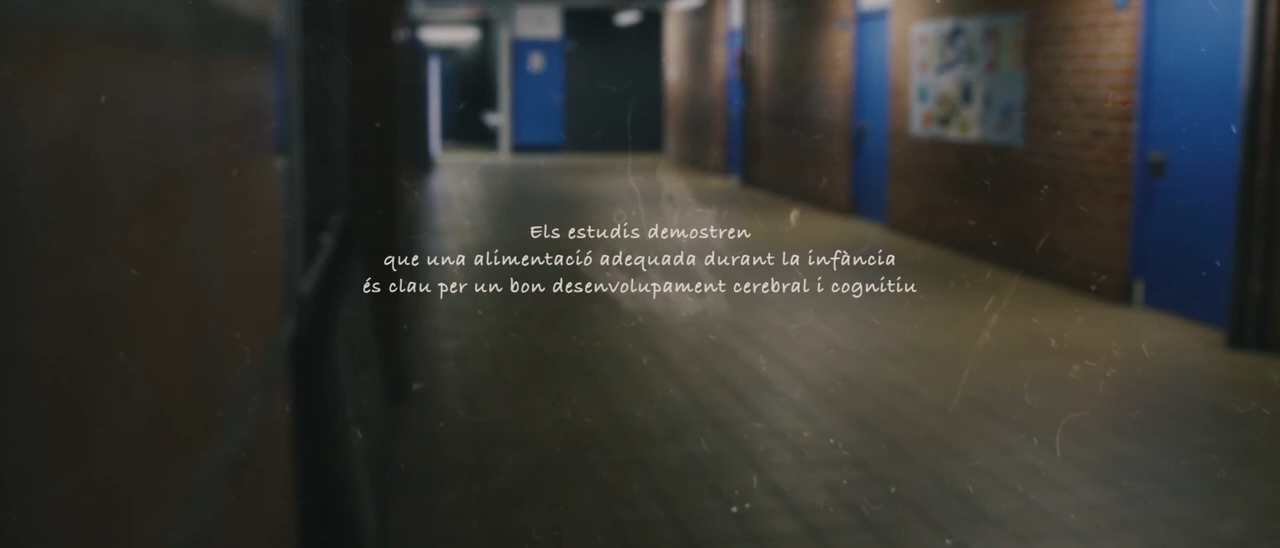 Els estudis demostren
que una alimentació adequada durant la infància
és clau per un bon desenvolupament cerebral i cognitiu